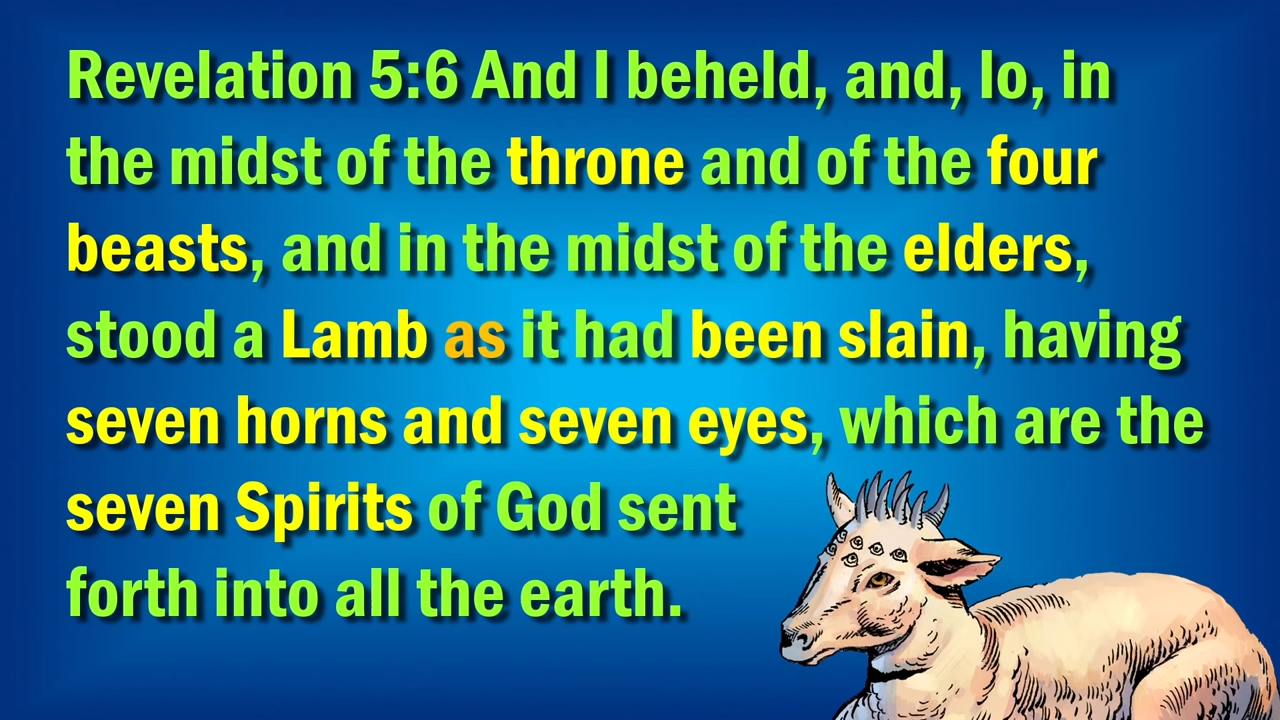 Revelation 5:6 And I beheld, and, lo, in
the midst of the throne and of the four
beasts, and in the midst of the elders,
stood a Lamb as it had been slain, having
seven horns and seven eyes, which are the
seven Spirits of God sent
forth into all the earth.